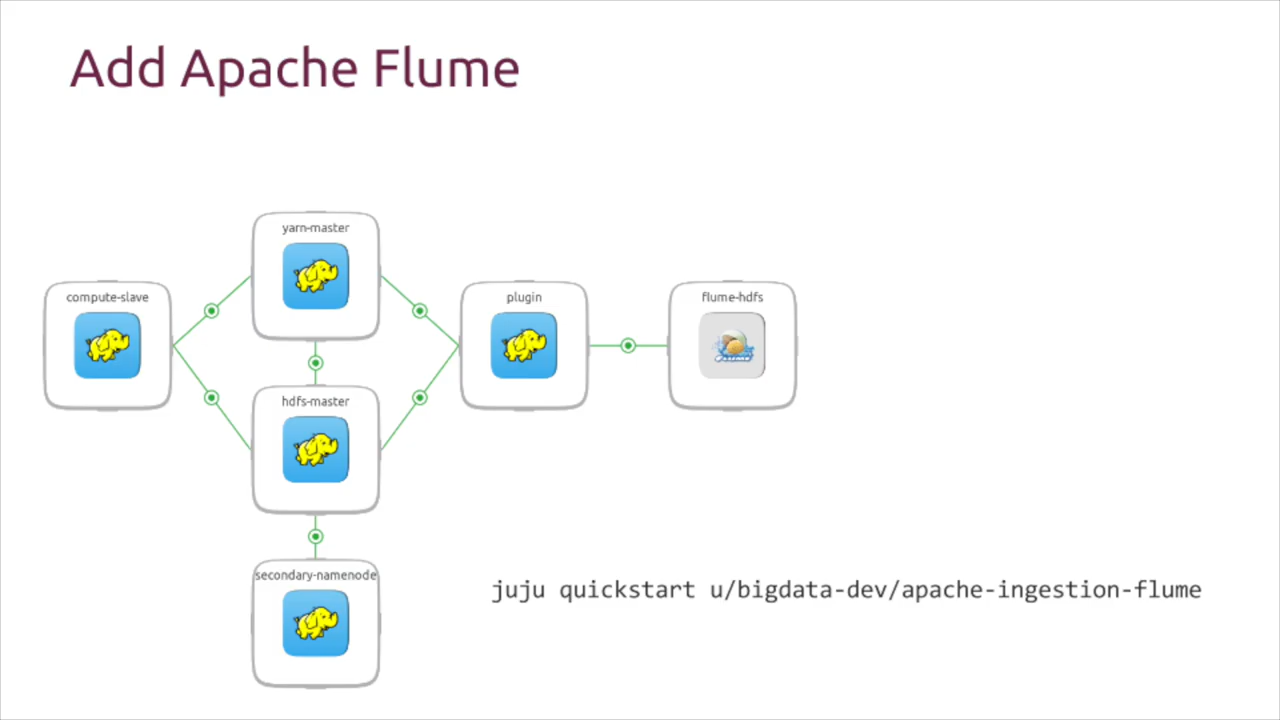 Add Apache Flume
yarn-master
compute-slave
plugin
flume-hdfs
hdfs-master
secondary-namenode
juju quickstart u/bigdata-dev/apache-ingestion-flume